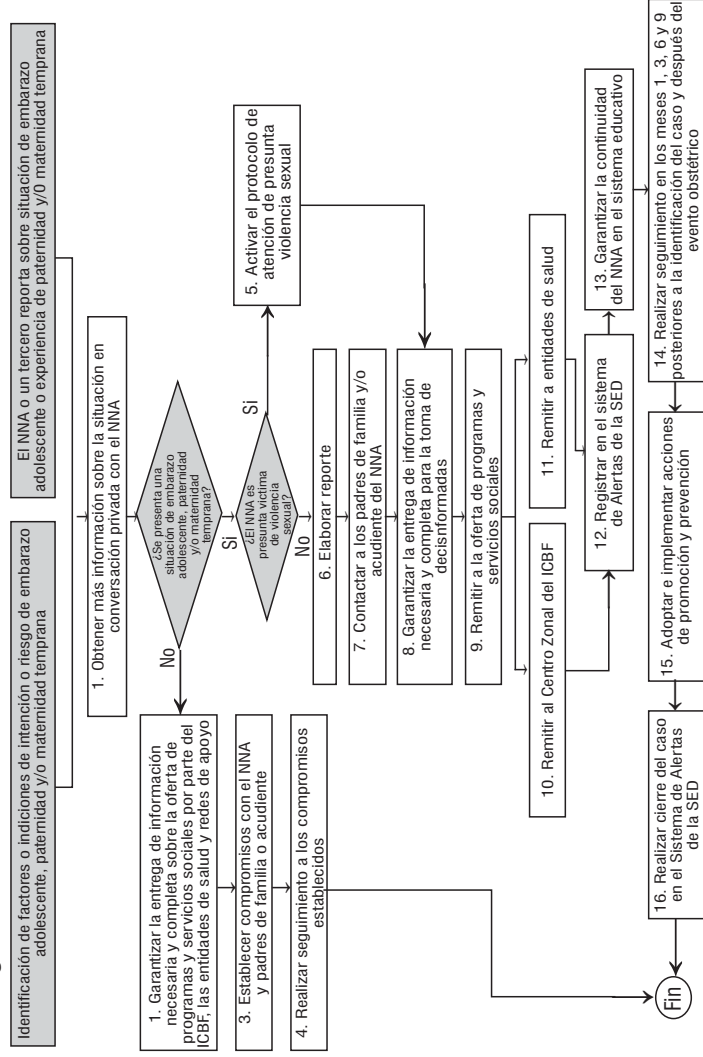 Identificación de factores o indiciones de intención o riesgo de embarazo
adolescente, paternidad y/o maternidad temprana
El NNA o un tercero reporta sobre situación de embarazo
adolescente o experiencia de paternidad y/0 maternidad temprana
1. Obtener más información sobre la situación en
conversación privada con el NNA
¿Se presenta una
situación de embarazo
adolescente, paternidad
y/o maternidad
temprana?
No
Si
1. Garantizar la entrega de información
necesaria y completa sobre la oferta de
programas y servicios sociales por parte del
ICBF, las entidades de salud y redes de apoyo
3. Establecer compromisos con el NNA
y padres de familia o acudiente
4. Realizar seguimiento a los compromisos
establecidos
¿El NNA es
presunta victima
de violencia
sexual?
Si
No
5. Activar el protocolo de
atención de presunta
violencia sexual
6. Elaborar reporte
7. Contactar a los padres de familia y/o
acudiente del NNA
8. Garantizar la entrega de información
necesaria y completa para la toma de
decisnformadas
9. Remitir a la oferta de programas y
servicios sociales
10. Remitir al Centro Zonal del ICBF
11. Remitir a entidades de salud
12. Registrar en el sistema
de Alertas de la SED
13. Garantizar la continuidad
del NNA en el sistema educativo
14. Realizar seguimiento en los meses 1, 3, 6 y 9
posteriores a la identificación del caso y después del
evento obstétrico
15. Adoptar e implementar acciones
de promoción y prevención
16. Realizar cierre del caso
en el Sistema de Alertas
de la SED
Fin